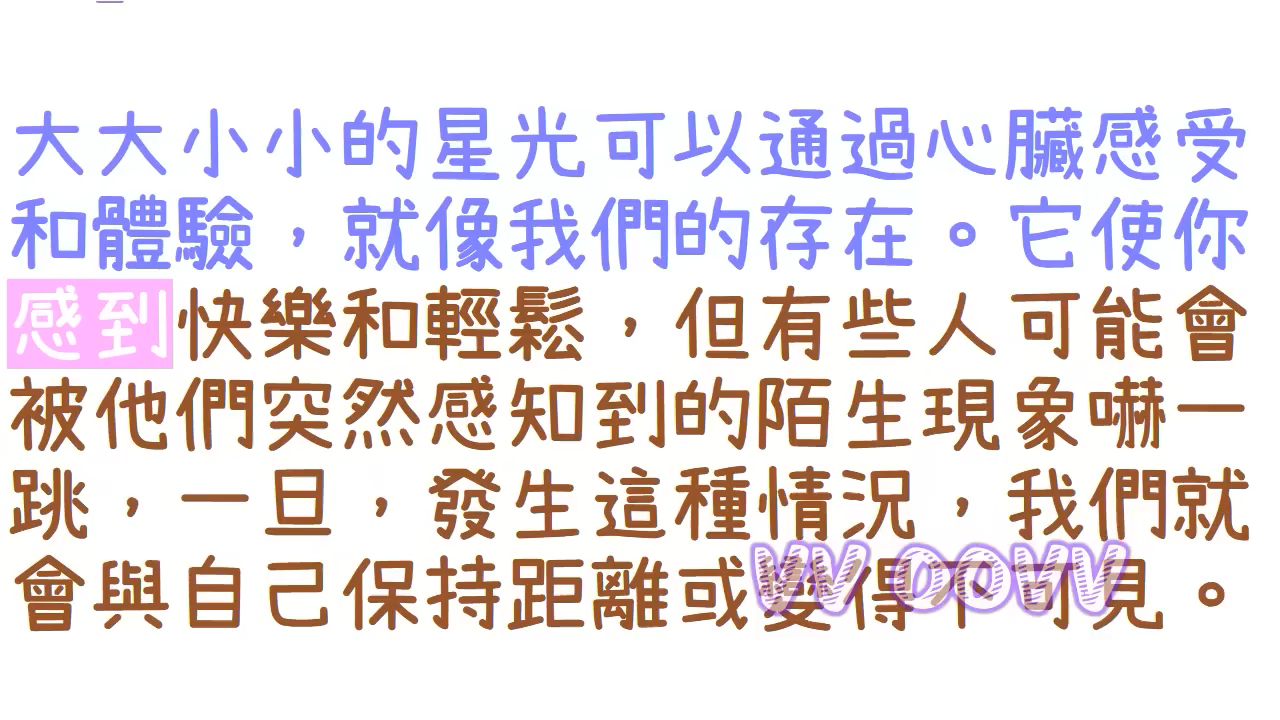 大大小小的星光可以通過心臟感受
和體驗，就像我們的存在。它使你
感到快樂和輕鬆，但有些人可能會
被他們突然感知到的陌生現象嚇一
跳，一旦，發生這種情況，我們就
會與自己保持距離或變得不可見。
VV OOVV